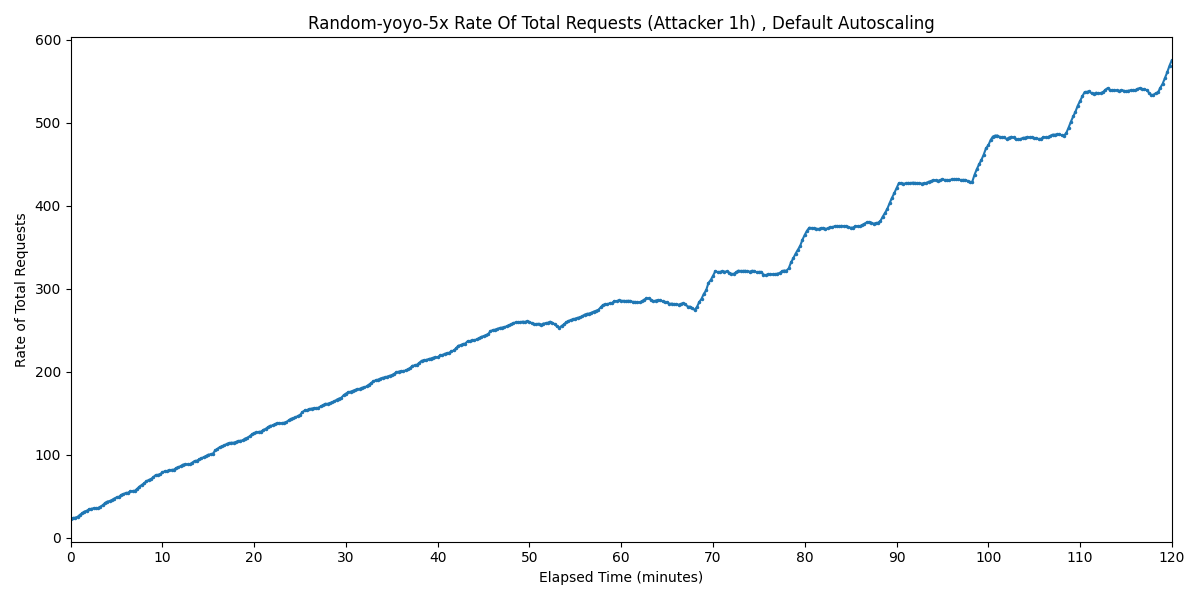 Random-yoyo-5x Rate Of Total Requests (Attacker 1h) , Default Autoscaling
600
500
400
300
200
100
0
Rate of Total Requests
0 10 20 30 40 50 60 70 80 90 100 110 120
Elapsed Time (minutes)